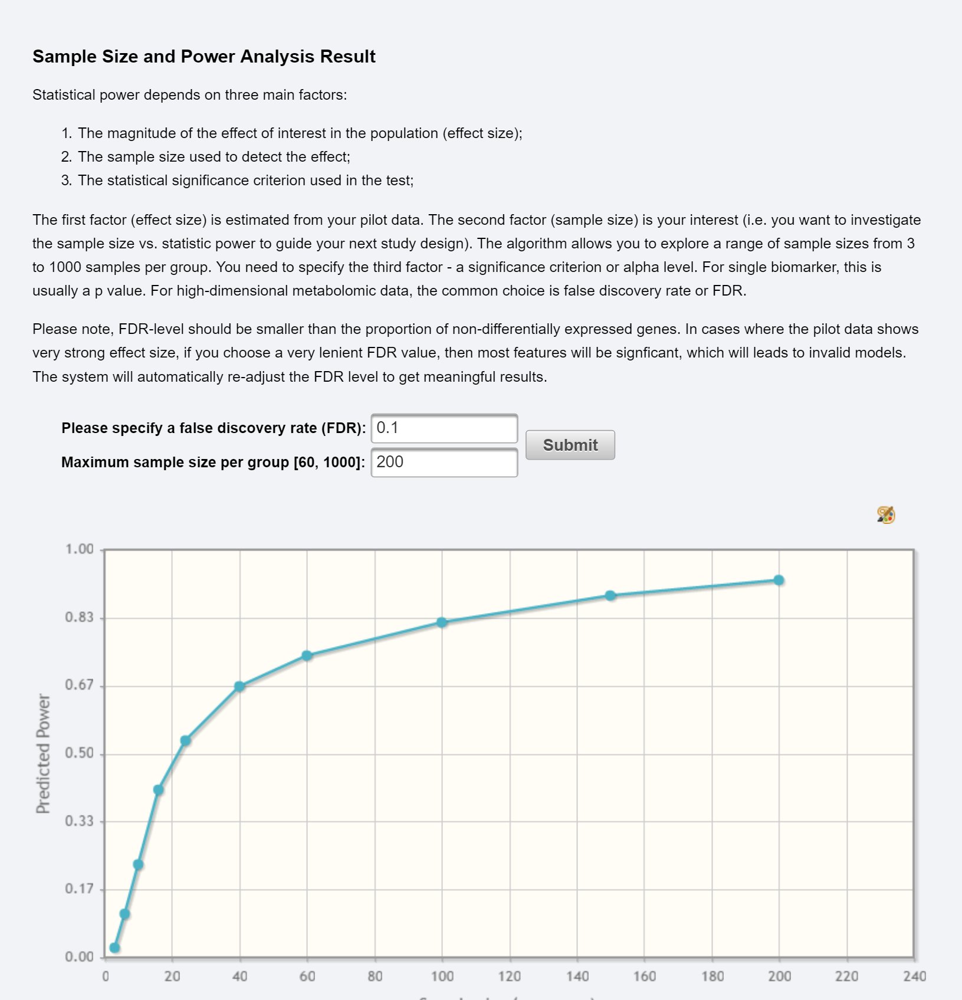 Sample Size and Power Analysis Result
Statistical power depends on three main factors:
1. The magnitude of the effect of interest in the population (effect size);
2. The sample size used to detect the effect;
3. The statistical significance criterion used in the test;
The first factor (effect size) is estimated from your pilot data. The second factor (sample size) is your interest (i.e. you want to investigate
the sample size vs. statistic power to guide your next study design). The algorithm allows you to explore a range of sample sizes from 3
to 1000 samples per group. You need to specify the third factor - a significance criterion or alpha level. For single biomarker, this is
usually a p value. For high-dimensional metabolomic data, the common choice is false discovery rate or FDR.
Please note, FDR-level should be smaller than the proportion of non-differentially expressed genes. In cases where the pilot data shows
very strong effect size, if you choose a very lenient FDR value, then most features will be signficant, which will leads to invalid models.
The system will automatically re-adjust the FDR level to get meaningful results.
Please specify a false discovery rate (FDR): 0.1
Submit
Maximum sample size per group [60, 1000]: 200
1.00
0.83
0.67
0.50
0.33
0.17
0.00
Predicted Power
0 20 40 60 80 100 120 140 160 180 200 220 240